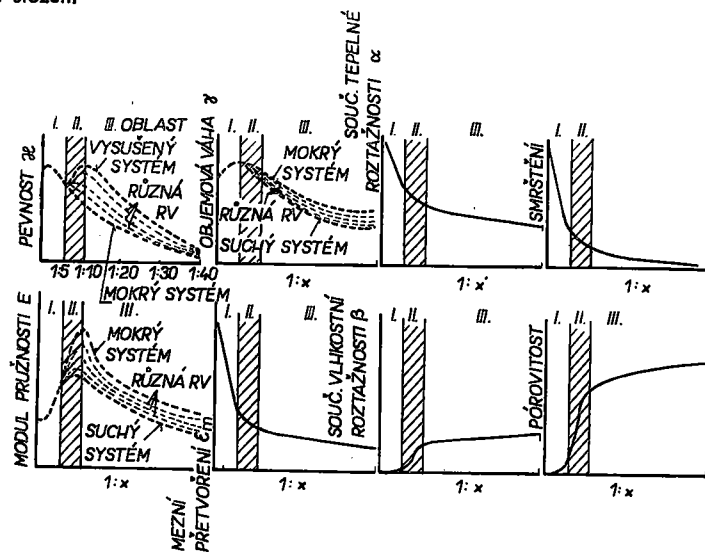 I. II. III. OBLAST
VYSUŠENÝ
SYSTÉM
RŮZNÁ
RV
PEVNOST ϰ
1:5 1:10 1:20 1:30 1:40
MOKRÝ SYSTÉM
OBJEMOVÁ VÁHA ɣ
I. II. III.
MOKRÝ
SYSTÉM
RŮZNÁ RV
SUCHÝ SYSTÉM
1:x
SOUČ. TEPELNÉ
ROZTAŽNOSTI α
I. II. III.
1:x
SMRŠTĚNÍ
I. II. III.
1:x
MODUL PRUŽNOSTI E
I. II. III.
MOKRÝ
SYSTÉM
RŮZNÁ RV
SUCHÝ
SYSTÉM
1:x
MEZNÍ
PŘETVOŘENÍ εm
I. II. III.
1:x
SOUČ. VLHKOSTNÍ
ROZTAŽNOSTI β
I. II. III.
1:x
PÓROVITOST
I. II. III.
1:x